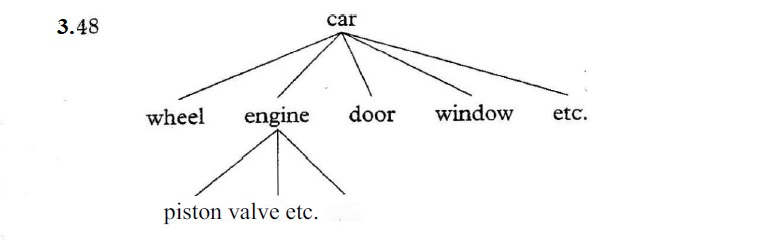 3.48
car
wheel engine door window etc.
piston valve etc.